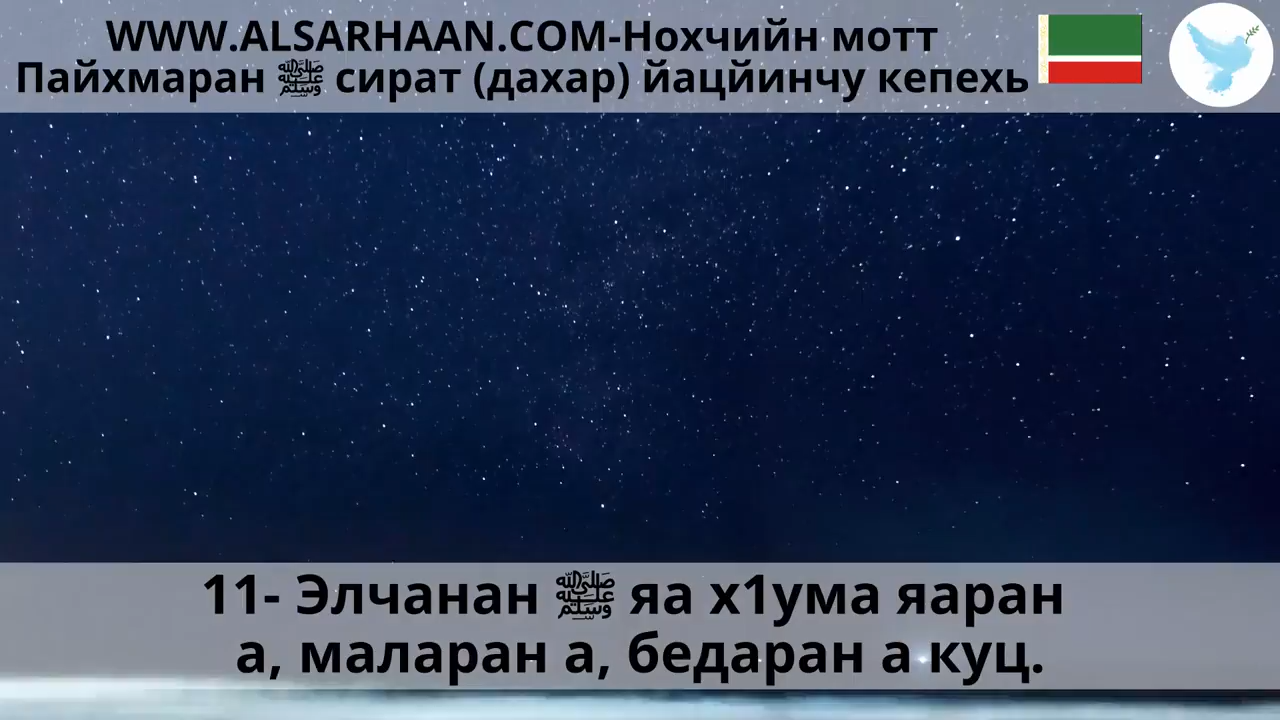 WWW.ALSARHAAN.COM-Нохчийн мотт
Пайхмаран ﷺ сират (дахар) йацйинчу кепехь
11- Элчанан ﷺ яа х1ума яаран
а, маларан а, бедаран а куц.